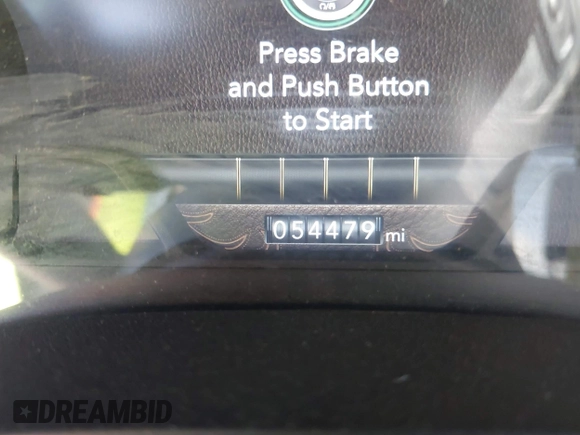 Press Brake
and Push Button
to Start
054479 mi
DREAMBID